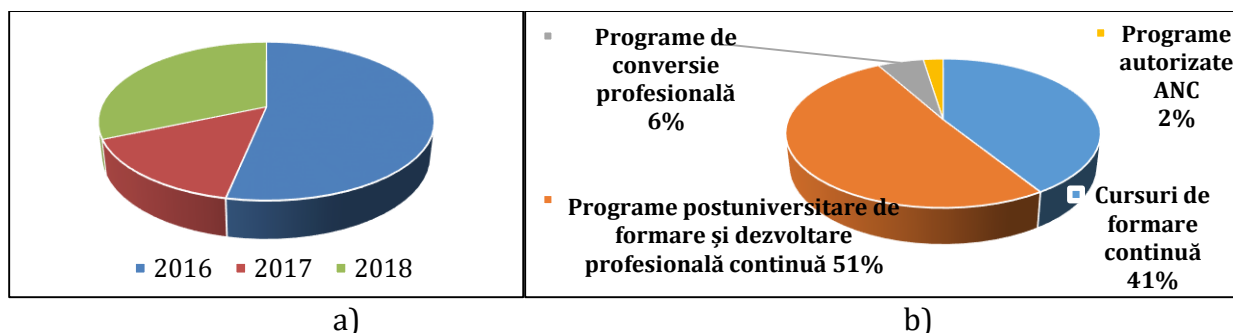 2016 2017 2018
a)
Programe de
conversie
profesională
6%
Programe
autorizate
ANC
2%
Programe postuniversitare de
formare și dezvoltare
profesională continuă 51%
Cursuri de
formare
continuă
41%
b)